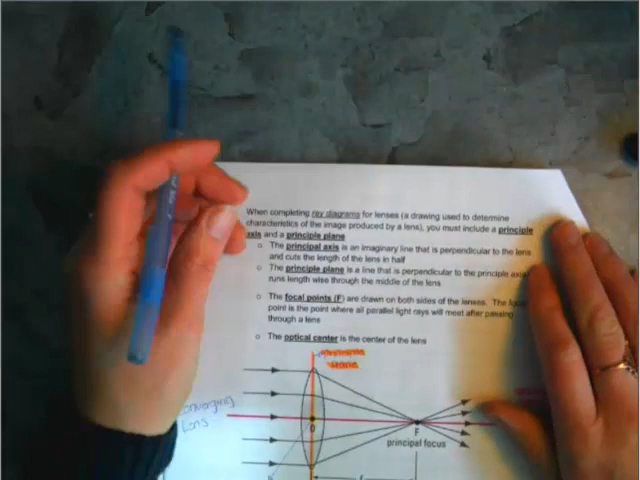 When completing ray diagrams for lenses (a drawing used to determine
characteristics of the image produced by a lens), you must include a principle
axis and a principle plane
The principal axis is an imaginary line that is perpendicular to the lens
and cuts the length of the lens in half
The principle plane is a line that is perpendicular to the principle axis
runs length wise through the middle of the lens
The focal points (F) are drawn on both sides of the lenses. The
point is the point where all parallel light rays will meet after passing
through a lens
The optical center is the center of the lens
Converging
Lens
O
F
principal focus